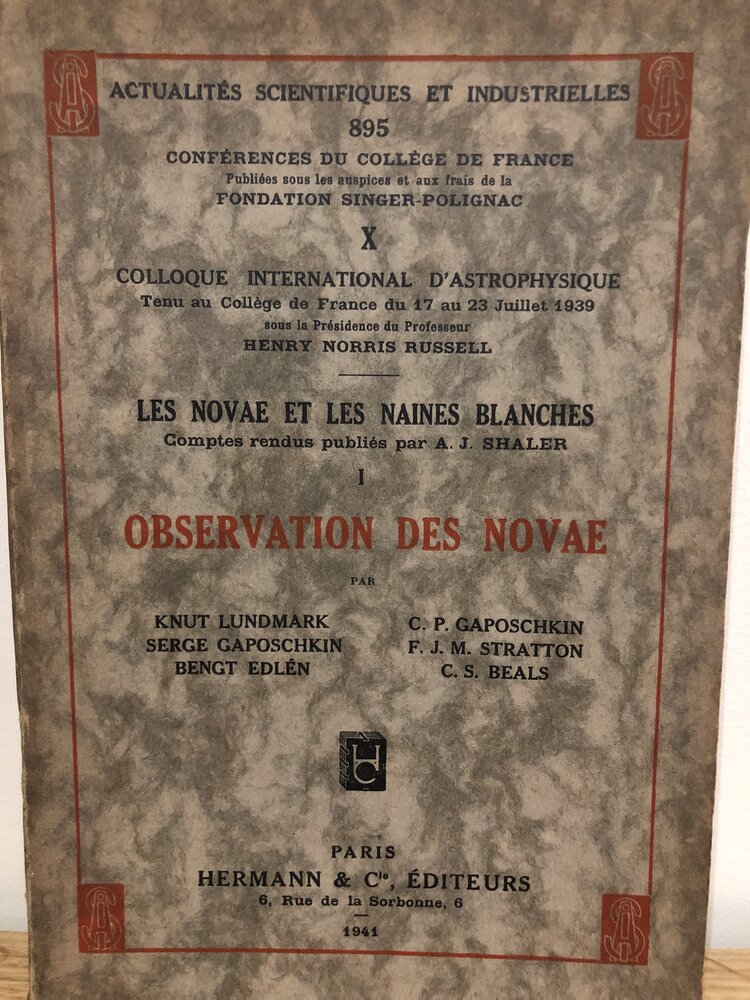 ACTUALITÉS SCIENTIFIQUES ET INDUSTRIELLES
895
CONFÉRENCES DU COLLÈGE DE FRANCE
Publiées sous les auspices et aux frais de la
FONDATION SINGER-POLIGNAC
X
COLLOQUE INTERNATIONAL D'ASTROPHYSIQUE
Tenu au Collège de France du 17 au 23 Juillet 1939
sous la Présidence du Professeur
HENRY NORRIS RUSSELL
LES NOVAE ET LES NAINES BLANCHES
Comptes rendus publiés par A. J. SHALER
I
OBSERVATION DES NOVAE
PAR
KNUT LUNDMARK
SERGE GAPOSCHKIN
BENGT EDLÉN
C. P. GAPOSCHKIN
F. J. M. STRATTON
C. S. BEALS
HC
PARIS
HERMANN & Cie, ÉDITEURS
6, Rue de la Sorbonne, 6
1941